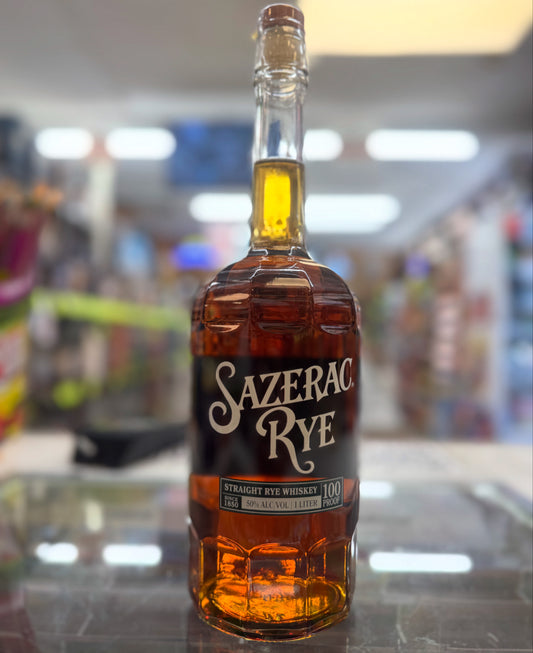 SAZERAC
RYE
STRAIGHT RYE WHISKEY
SINCE
1850
50% ALC VOL | 1 LITER
100
PROOF